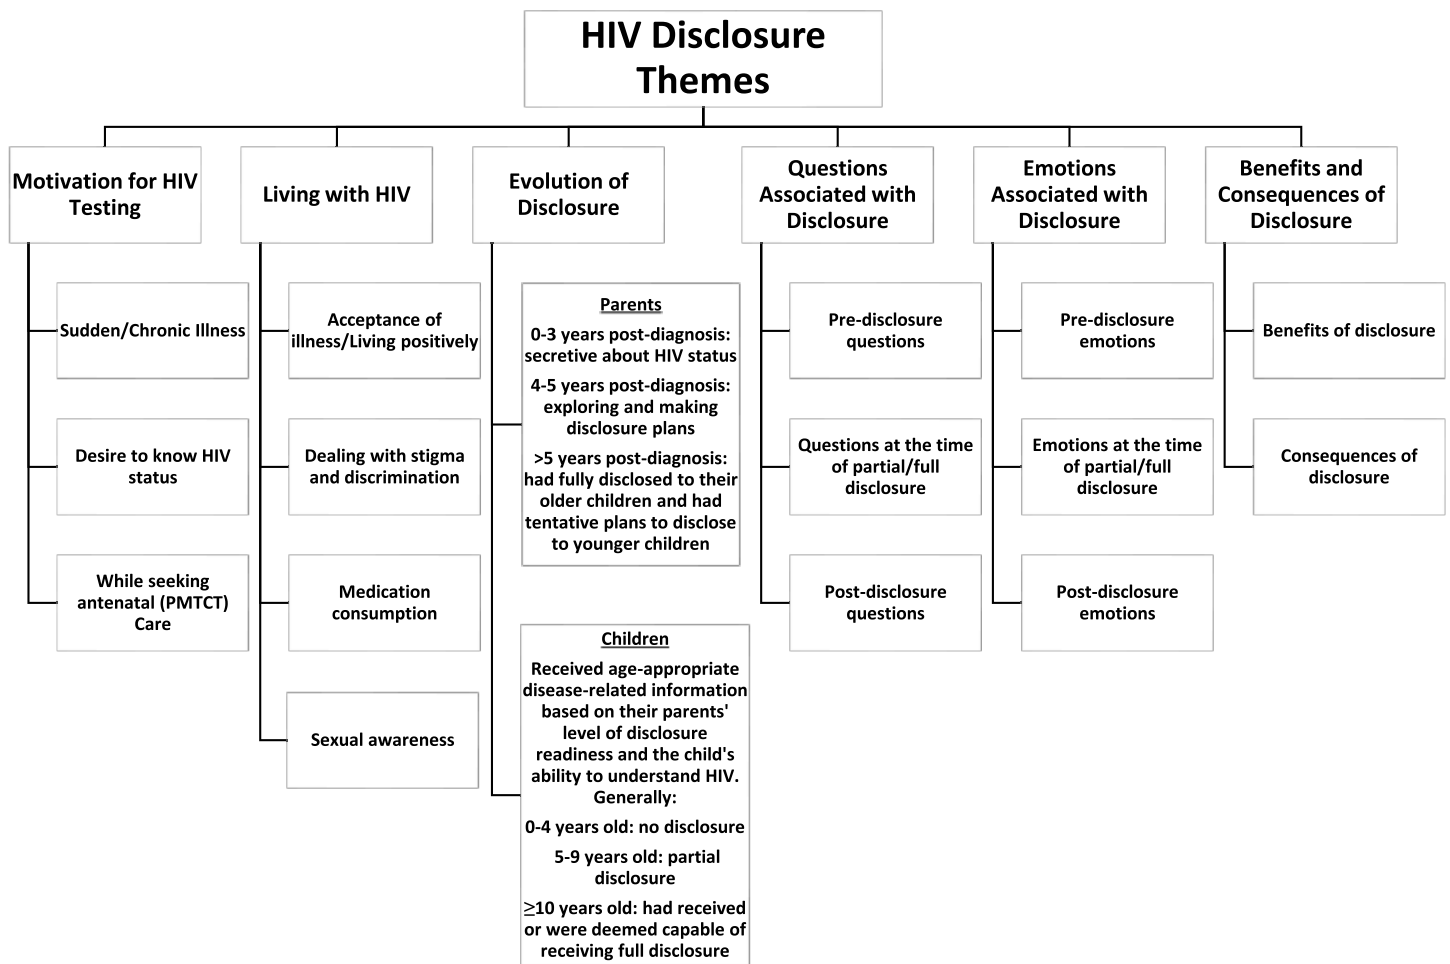 HIV Disclosure
Themes
Motivation for HIV
Testing
Sudden/Chronic Illness
Desire to know HIV
status
While seeking
antenatal (PMTCT)
Care
Living with HIV
Acceptance of
illness/Living positively
Dealing with stigma
and discrimination
Medication
consumption
Sexual awareness
Evolution of
Disclosure
Parents
0-3 years post-diagnosis:
secretive about HIV status
4-5 years post-diagnosis:
exploring and making
disclosure plans
>5 years post-diagnosis:
had fully disclosed to their
older children and had
tentative plans to disclose
to younger children
Children
Received age-appropriate
disease-related information
based on their parents'
level of disclosure
readiness and the child's
ability to understand HIV.
Generally:
0-4 years old: no disclosure
5-9 years old: partial
disclosure
≥10 years old: had received
or were deemed capable of
receiving full disclosure
Questions
Associated with
Disclosure
Pre-disclosure
questions
Questions at the time
of partial/full
disclosure
Post-disclosure
questions
Emotions
Associated with
Disclosure
Pre-disclosure
emotions
Emotions at the time
of partial/full
disclosure
Post-disclosure
emotions
Benefits and
Consequences of
Disclosure
Benefits of disclosure
Consequences of
disclosure